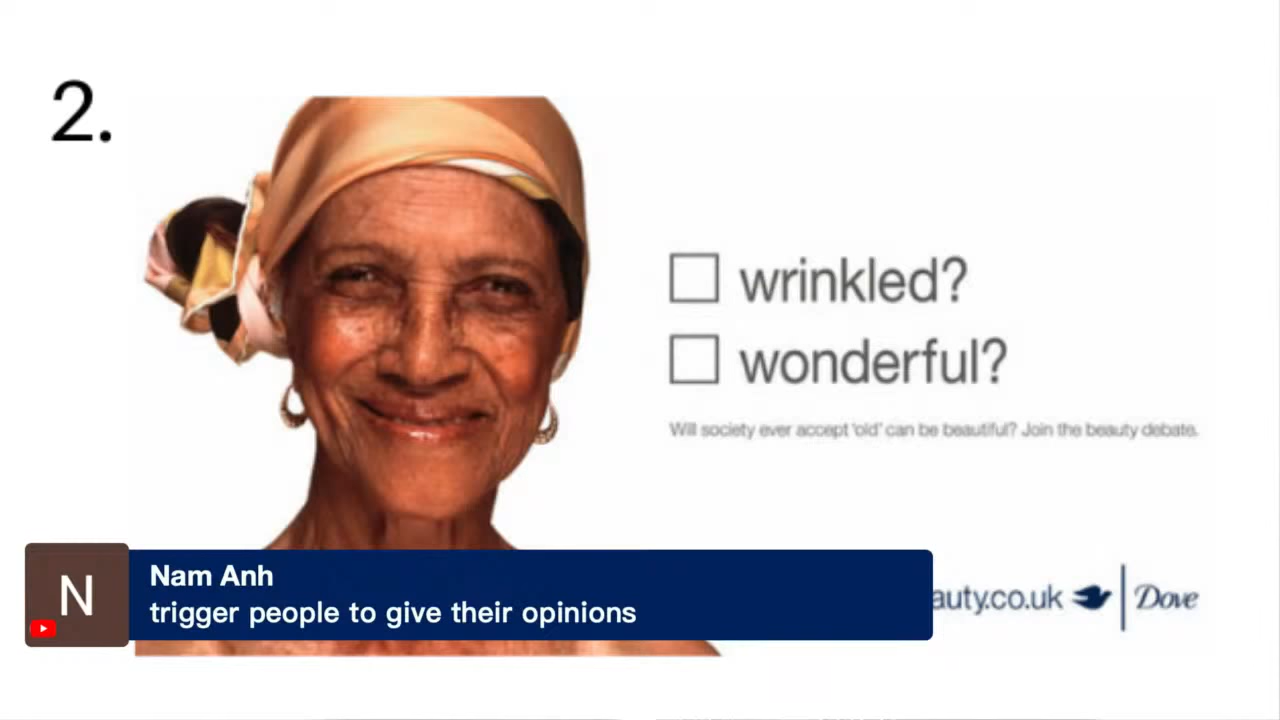 2.
wrinkled?
wonderful?
Will society ever accept 'old' can be beautiful? Join the beauty debate.
N
Nam Anh
trigger people to give their opinions
auty.co.uk
Dove